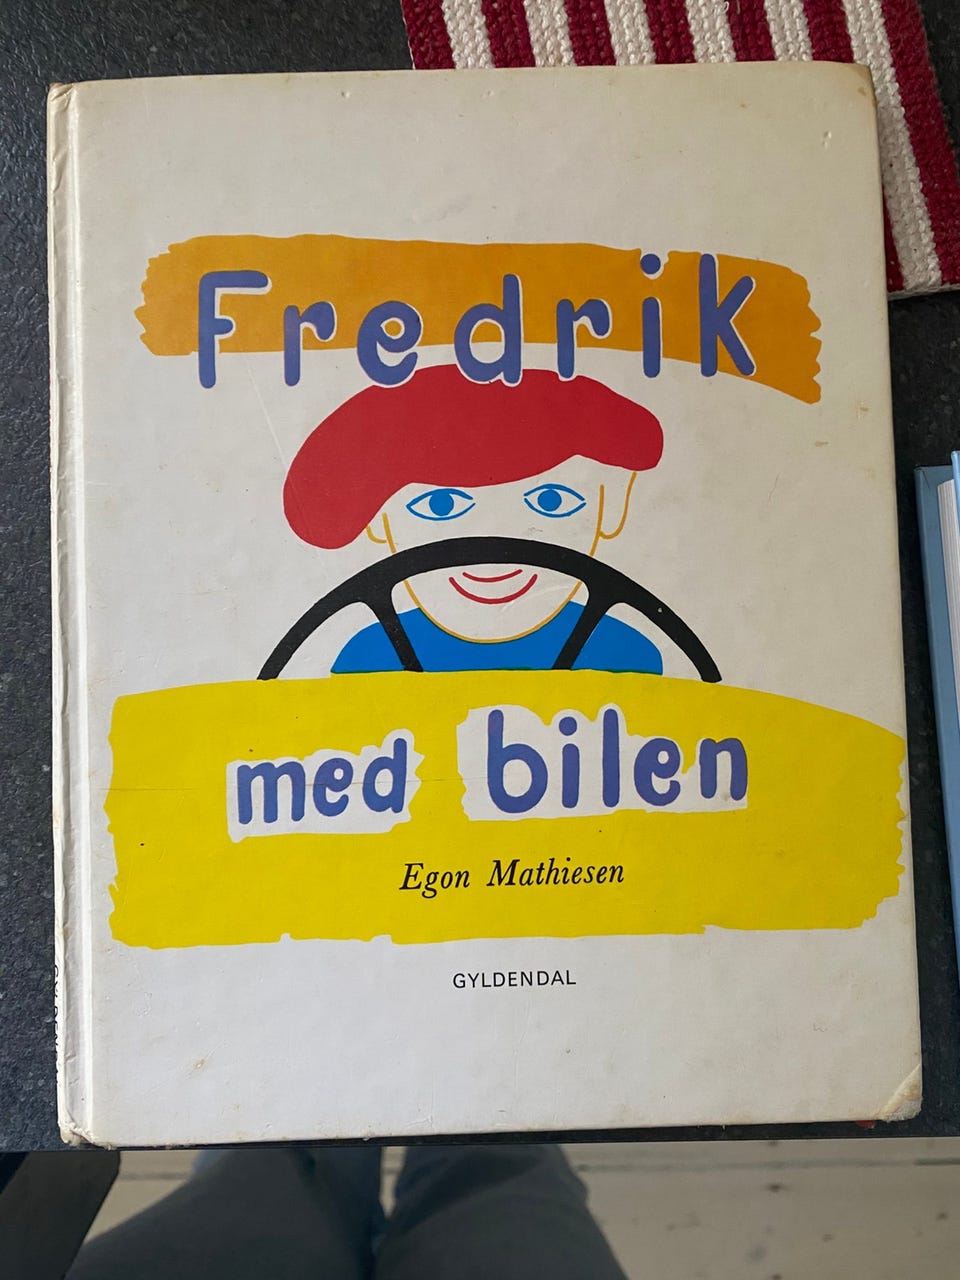 Fredrik
med bilen
Egon Mathiesen
GYLDENDAL